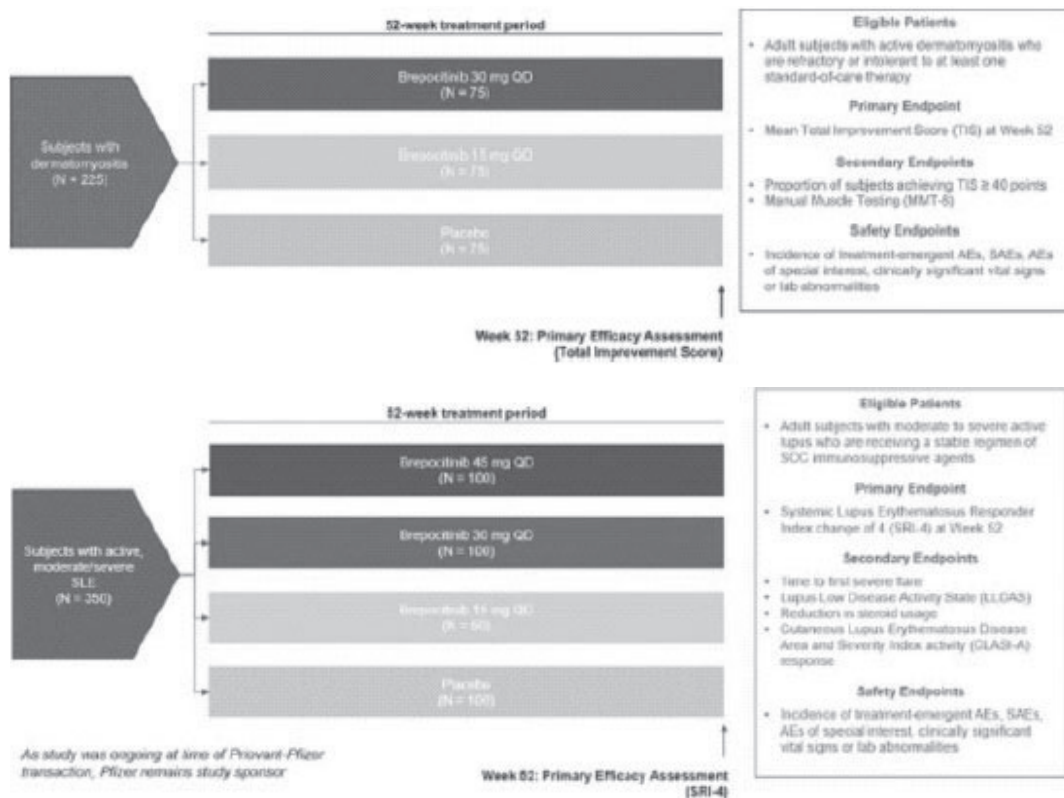 52-week treatment period
Brepocitinib 30 mg QD
(N = 75)
Subjects with
dermatomyositis
(N = 225)
Brepocitinib 15 mg QD
(N = 75)
Placebo
(N = 75)
Week 52: Primary Efficacy Assessment
(Total Improvement Score)
Eligible Patients
• Adult subjects with active dermatomyositis who
are refractory or intolerant to at least one
standard-of-care therapy
Primary Endpoint
• Mean Total Improvement Score (TIS) at Week 52
Secondary Endpoints
• Proportion of subjects achieving TIS ≥ 40 points
• Manual Muscle Testing (MMT-8)
Safety Endpoints
• Incidence of treatment-emergent AEs, SAEs, AEs
of special interest, clinically significant vital signs
or lab abnormalities
52-week treatment period
Brepocitinib 45 mg QD
(N = 100)
Brepocitinib 30 mg QD
(N = 100)
Subjects with active,
moderate/severe
SLE
(N = 350)
Brepocitinib 15 mg QD
(N = 50)
Placebo
(N = 100)
As study was ongoing at time of Priovant-Pfizer
transaction, Pfizer remains study sponsor
Week 52: Primary Efficacy Assessment
(SRI-4)
Eligible Patients
• Adult subjects with moderate to severe active
lupus who are receiving a stable regimen of
SOC immunosuppressive agents
Primary Endpoint
• Systemic Lupus Erythematosus Responder
Index change of 4 (SRI-4) at Week 52
Secondary Endpoints
• Time to first severe flare
• Lupus Low Disease Activity State (LLDAS)
• Reduction in steroid usage
• Cutaneous Lupus Erythematosus Disease
Area and Severity Index activity (CLASI-A)
response
Safety Endpoints
• Incidence of treatment-emergent AEs, SAEs,
AEs of special interest, clinically significant
vital signs or lab abnormalities